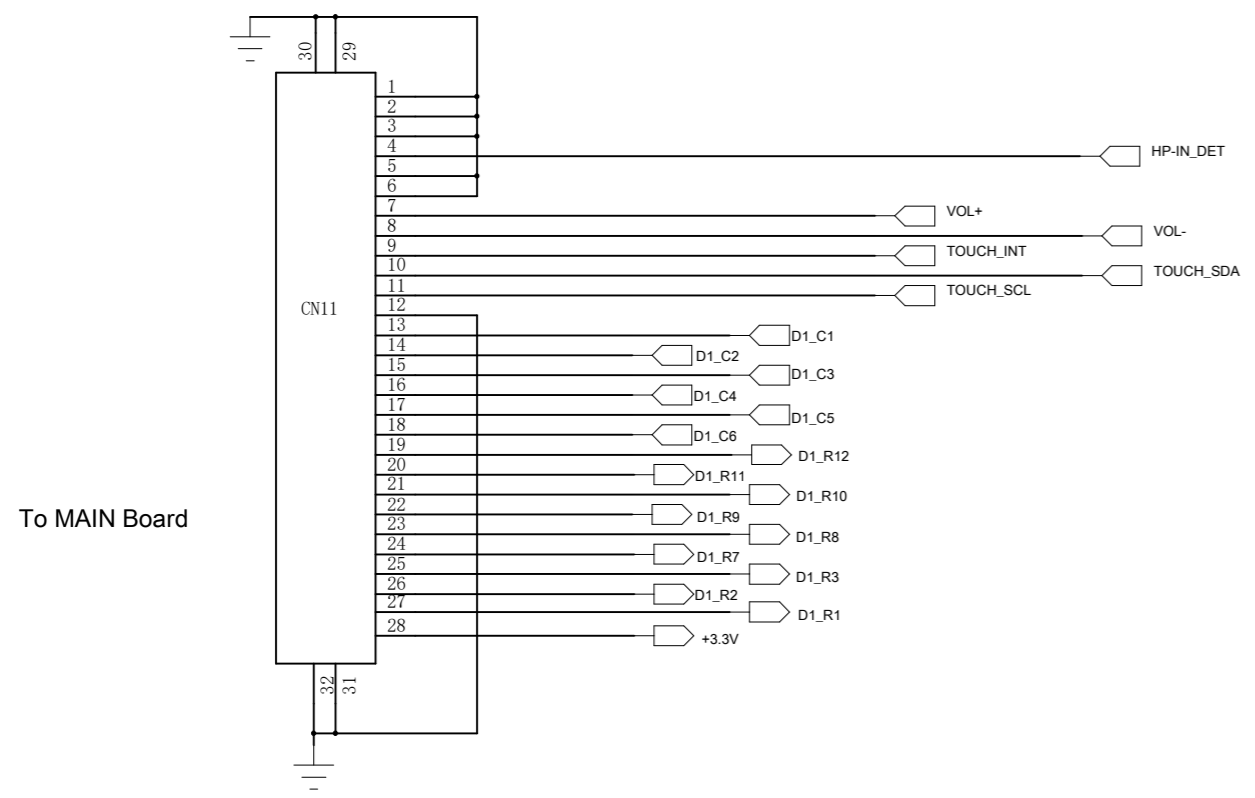 30
29
1
2
3
4
HP-IN_DET
5
6
7
VOL+
8
VOL-
9
TOUCH_INT
10
TOUCH_SDA
11
TOUCH_SCL
CN11
12
13
D1_C1
14
D1_C2
15
D1_C3
16
D1_C4
17
D1_C5
18
D1_C6
19
D1_R12
20
D1_R11
21
D1_R10
To MAIN Board
22
D1_R9
23
D1_R8
24
D1_R7
25
D1_R3
26
D1_R2
27
D1_R1
28
+3.3V
32
31